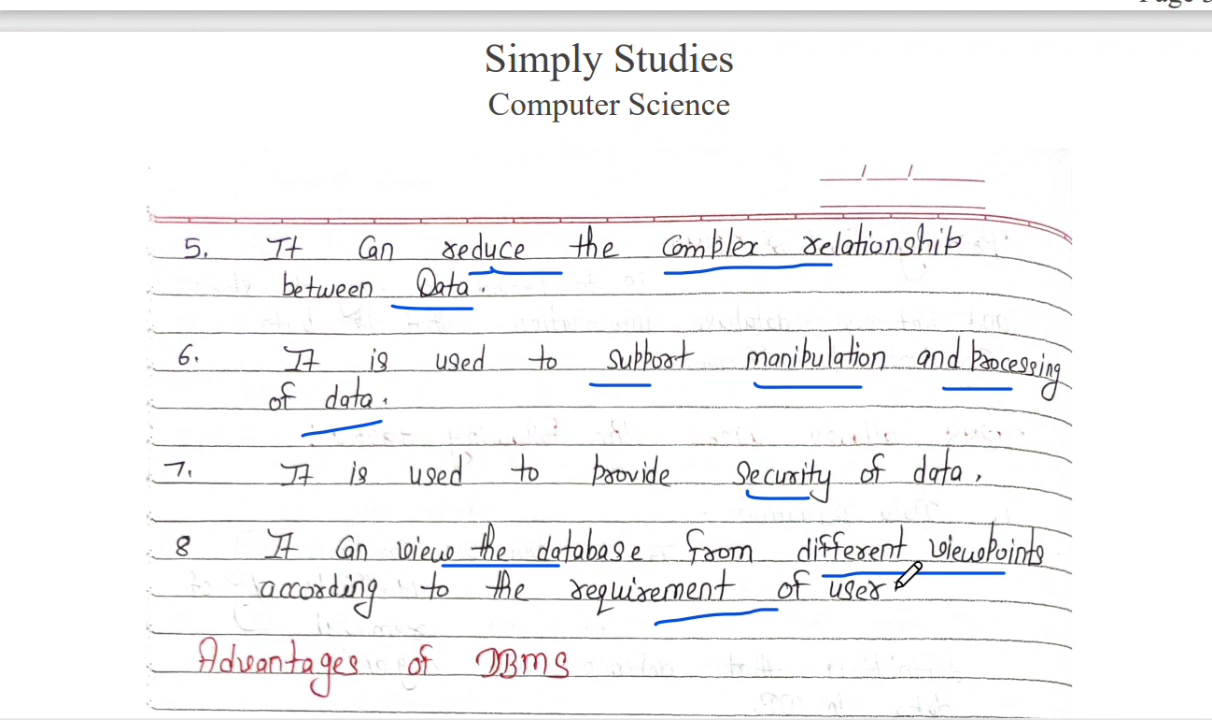 Simply Studies
Computer Science
5. It Can reduce the Complex relationship
between Data.
6. It is used to support manipulation and processing
of data.
7. It is used to provide Security of data.
8 It Can view the database from different viewpoints
according to the requirement of user
Advantages of DBMS